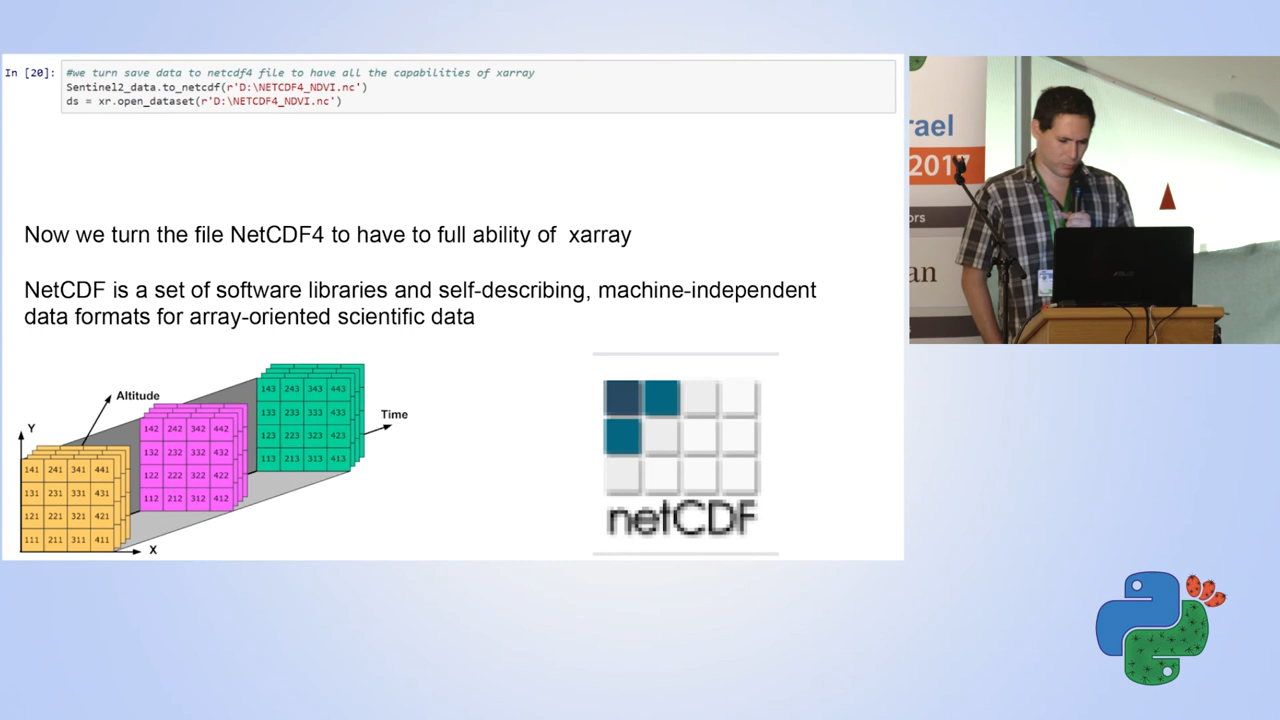 In [20]: #we turn save data to netcdf4 file to have all the capabilities of xarray
Sentinel2_data.to_netcdf(r'D:\NETCDF4_NDVI.nc')
ds = xr.open_dataset(r'D:\NETCDF4_NDVI.nc')
Now we turn the file NetCDF4 to have to full ability of xarray
NetCDF is a set of software libraries and self-describing, machine-independent
data formats for array-oriented scientific data
Altitude
Time
Y
X
143 243 343 443
133 233 333 433
123 223 323 423
113 213 313 413
142 242 342 442
132 232 332 432
122 222 322 422
112 212 312 412
141 241 341 441
131 231 331 431
121 221 321 421
111 211 311 411
netCDF
rael
2017
ors
an
ASUS